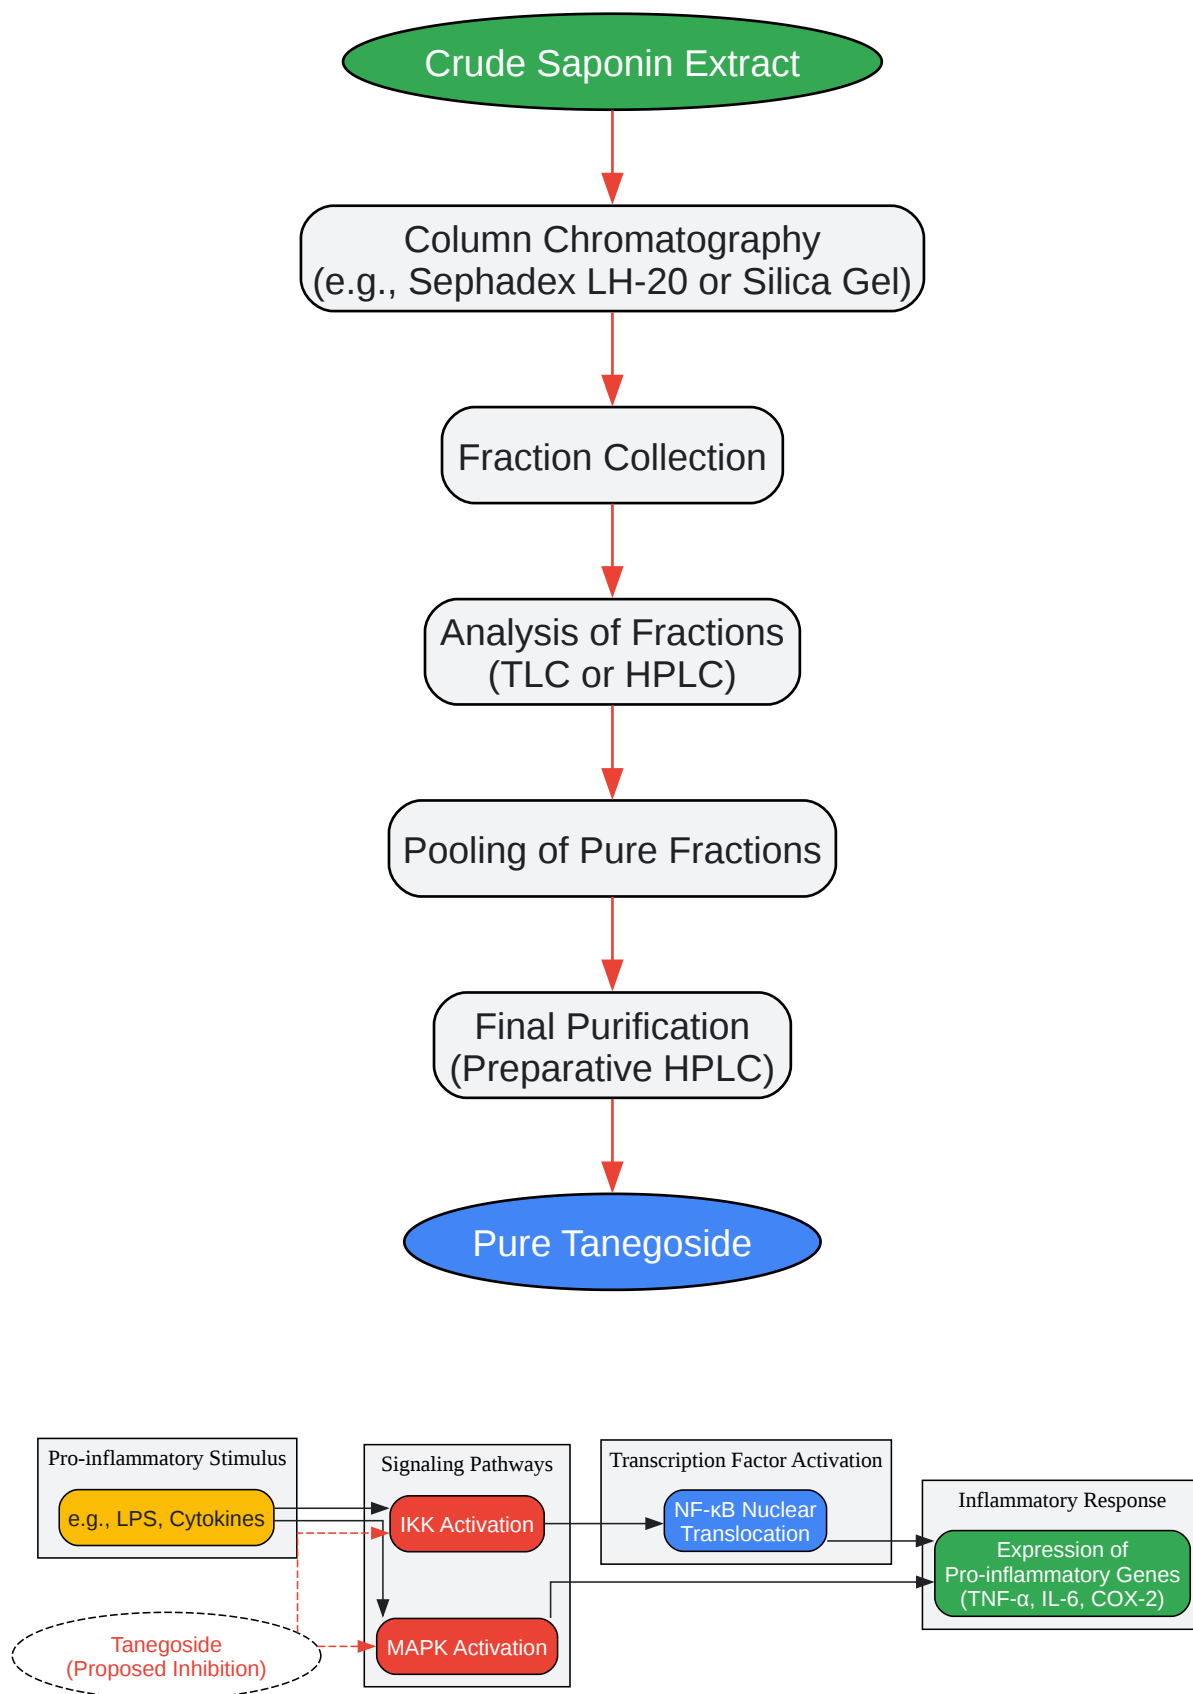 Crude Saponin Extract
Column Chromatography
(e.g., Sephadex LH-20 or Silica Gel)
Fraction Collection
Analysis of Fractions
(TLC or HPLC)
Pooling of Pure Fractions
Final Purification
(Preparative HPLC)
Pure Tanegoside
Pro-inflammatory Stimulus
e.g., LPS, Cytokines
Tanegoside
(Proposed Inhibition)
Signaling Pathways
IKK Activation
MAPK Activation
Transcription Factor Activation
NF-κB Nuclear
Translocation
Inflammatory Response
Expression of
Pro-inflammatory Genes
(TNF-α, IL-6, COX-2)